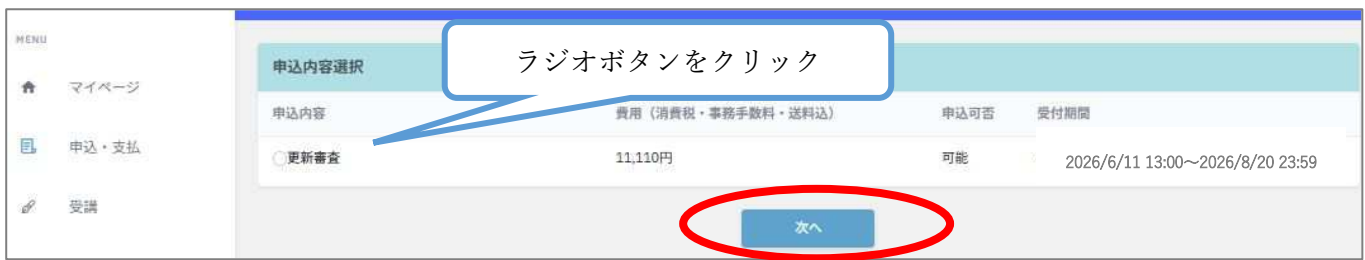 MENU
マイページ
申込・支払
受講
ラジオボタンをクリック
申込内容選択
申込内容 費用（消費税・事務手数料・送料込） 申込可否 受付期間
更新審査 11,110円 可能 2026/6/11 13:00～2026/8/20 23:59
次へ